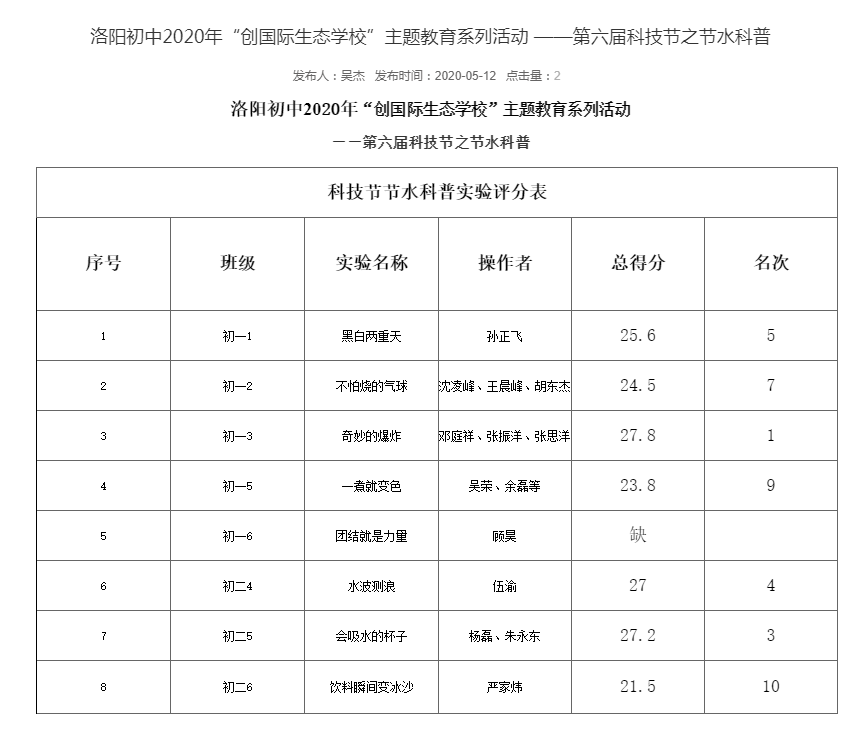 洛阳初中2020年“创国际生态学校”主题教育系列活动 ——第六届科技节之节水科普
发布人：吴杰 发布时间：2020-05-12 点击量：2
洛阳初中2020年“创国际生态学校”主题教育系列活动
－－第六届科技节之节水科普
科技节节水科普实验评分表
序号 班级 实验名称 操作者 总得分 名次
1 初一1 黑白两重天 孙正飞 25.6 5
2 初一2 不怕烧的气球 沈凌峰、王晨峰、胡东杰 24.5 7
3 初一3 奇妙的爆炸 邓庭祥、张振洋、张思洋 27.8 1
4 初一5 一煮就变色 吴荣、余磊等 23.8 9
5 初一6 团结就是力量 顾昊 缺
6 初二4 水波测浪 伍渝 27 4
7 初二5 会吸水的杯子 杨磊、朱永东 27.2 3
8 初二6 饮料瞬间变冰沙 严家炜 21.5 10